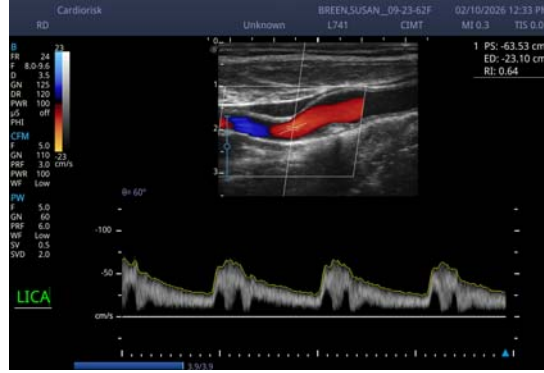 Cardiorisk BREEN,SUSAN_09-23-62F 02/10/2026 12:33 PM
RD Unknown L741 CIMT MI 0.3 TIS 0.0
B
FR 24
F 8.0-9.6
D 3.5
GN 125
DR 120
PWR 100
µS off
PHI
23
-23
cm/s
CFM
F 5.0
GN 110
PRF 3.0
PWR 100
WF Low
PW
F 5.0
GN 60
PRF 6.0
WF Low
SV 0.5
SVD 2.0
LICA
0
1
2
3
1 PS: -63.53 cm
ED: -23.10 cm
RI: 0.64
θ= 60°
-100
-50
cm/s
3.9/3.9